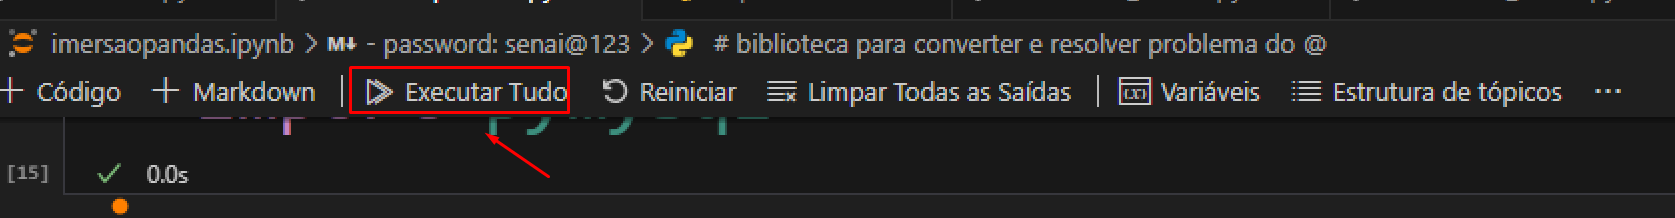 imersaopandas.ipynb > M↓ - password: senai@123 > # biblioteca para converter e resolver problema do @
+ Código + Markdown | Executar Tudo Reiniciar Limpar Todas as Saídas | Variáveis Estrutura de tópicos ...
[15] ✓ 0.0s